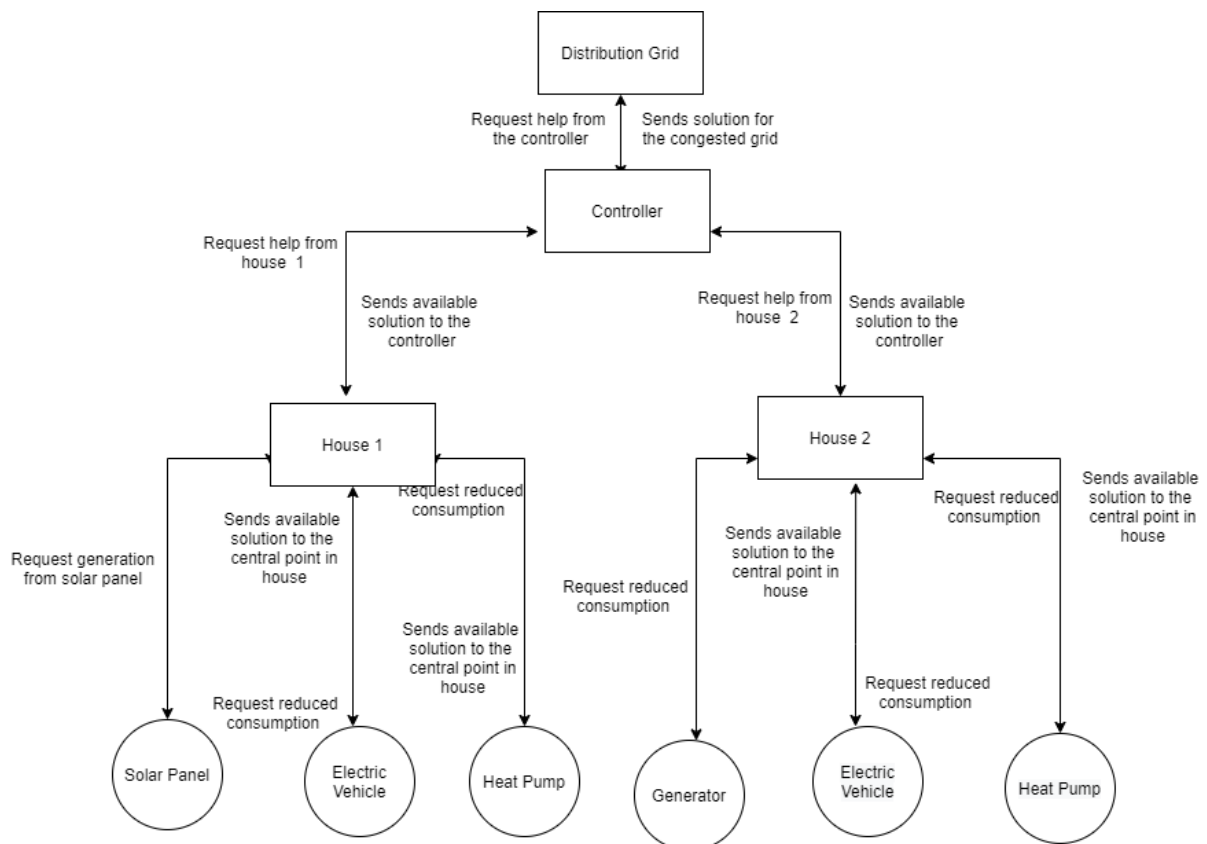 Distribution Grid
Request help from
the controller
Sends solution for
the congested grid
Controller
Request help from
house  1
Sends available
solution to the
controller
Request help from
house  2
Sends available
solution to the
controller
House 1
House 2
Request generation
from solar panel
Sends available
solution to the
central point in
house
Request reduced
consumption
Request reduced
consumption
Sends available
solution to the
central point in
house
Request reduced
consumption
Sends available
solution to the
central point in
house
Request reduced
consumption
Request reduced
consumption
Sends available
solution to the
central point in
house
Solar Panel
Electric
Vehicle
Heat Pump
Generator
Electric
Vehicle
Heat Pump